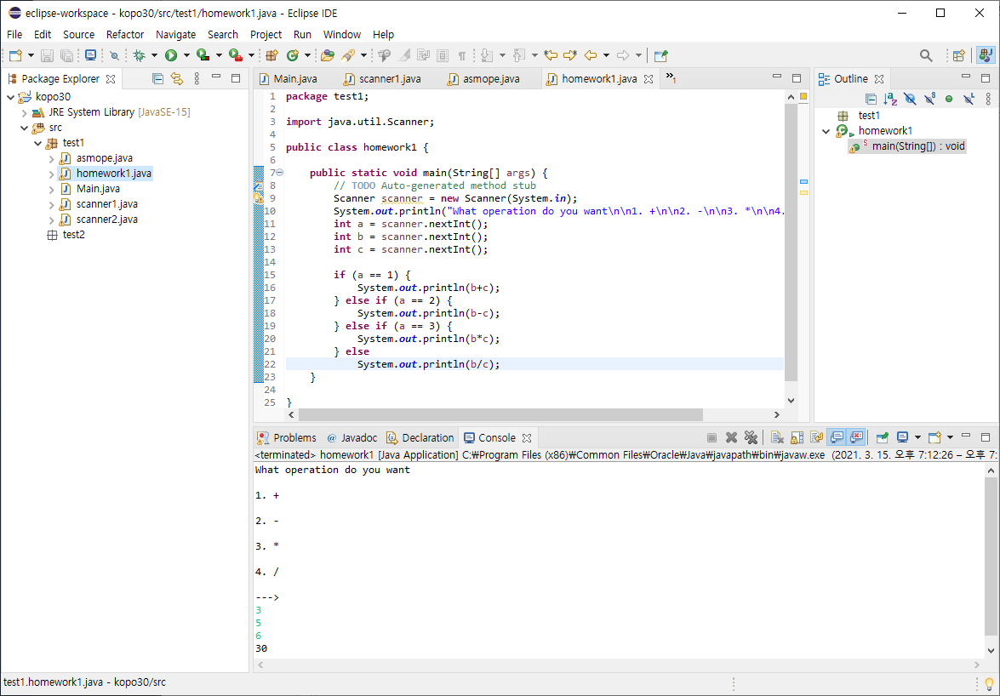 eclipse-workspace - kopo30/src/test1/homework1.java - Eclipse IDE
File Edit Source Refactor Navigate Search Project Run Window Help
Package Explorer
kopo30
JRE System Library [JavaSE-15]
src
test1
asmope.java
homework1.java
Main.java
scanner1.java
scanner2.java
test2
Main.java scanner1.java asmope.java homework1.java »1
1 package test1;
2
3 import java.util.Scanner;
4
5 public class homework1 {
6
7 public static void main(String[] args) {
8 // TODO Auto-generated method stub
9 Scanner scanner = new Scanner(System.in);
10 System.out.println("What operation do you want\n\n1. +\n\n2. -\n\n3. *\n\n4.
11 int a = scanner.nextInt();
12 int b = scanner.nextInt();
13 int c = scanner.nextInt();
14
15 if (a == 1) {
16 System.out.println(b+c);
17 } else if (a == 2) {
18 System.out.println(b-c);
19 } else if (a == 3) {
20 System.out.println(b*c);
21 } else
22 System.out.println(b/c);
23 }
24
25 }
Outline
test1
homework1
main(String[]) : void
Problems @ Javadoc Declaration Console
<terminated> homework1 [Java Application] C:₩Program Files (x86)₩Common Files₩Oracle₩Java₩javapath₩bin₩javaw.exe (2021. 3. 15. 오후 7:12:26 – 오후 7:
What operation do you want
1. +
2. -
3. *
4. /
--->
3
5
6
30
test1.homework1.java - kopo30/src